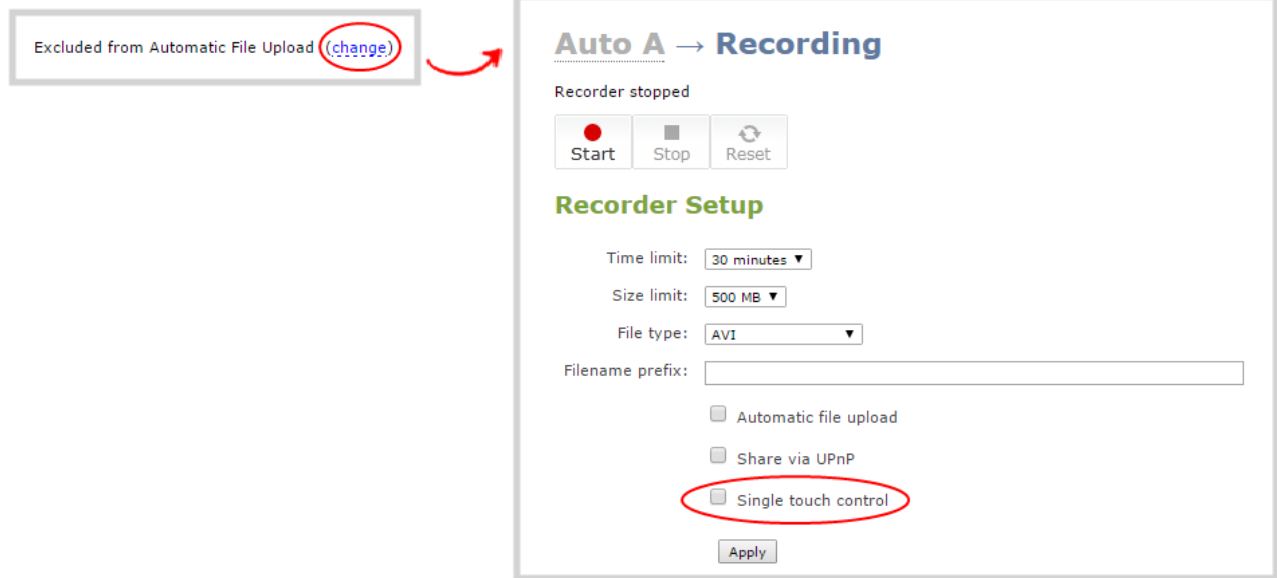 Excluded from Automatic File Upload (change)
Auto A → Recording
Recorder stopped
Start Stop Reset
Recorder Setup
Time limit: 30 minutes ▼
Size limit: 500 MB ▼
File type: AVI ▼
Filename prefix:
Automatic file upload
Share via UPnP
Single touch control
Apply